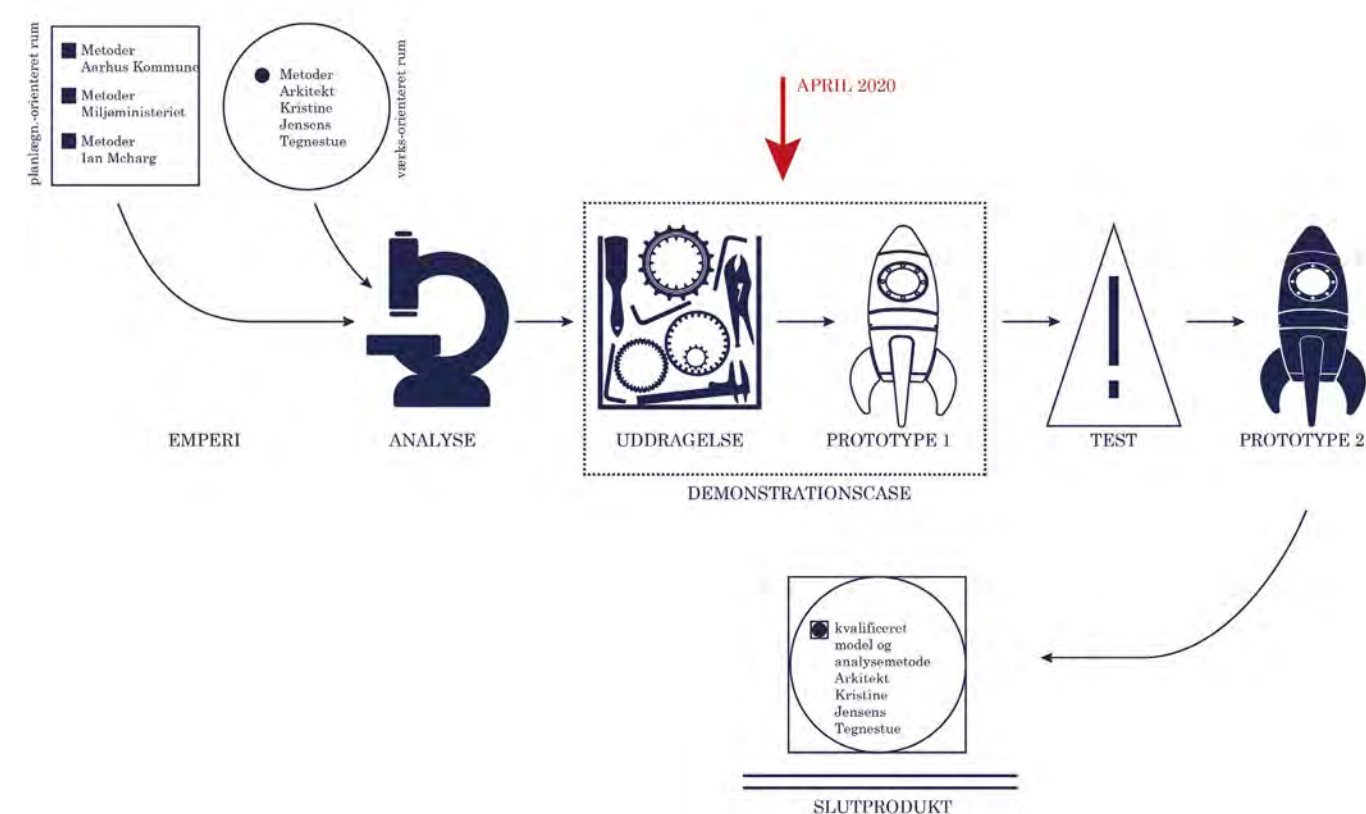 planlægn.-orienteret rum
Metoder
Aarhus Kommune
Metoder
Miljøministeriet
Metoder
Ian Mcharg
Metoder
Arkitekt
Kristine
Jensens
Tegnestue
værks-orienteret rum
APRIL 2020
EMPERI
ANALYSE
UDDRAGELSE
PROTOTYPE 1
TEST
PROTOTYPE 2
DEMONSTRATIONSCASE
kvalificeret
model og
analysemetode
Arkitekt
Kristine
Jensens
Tegnestue
SLUTPRODUKT